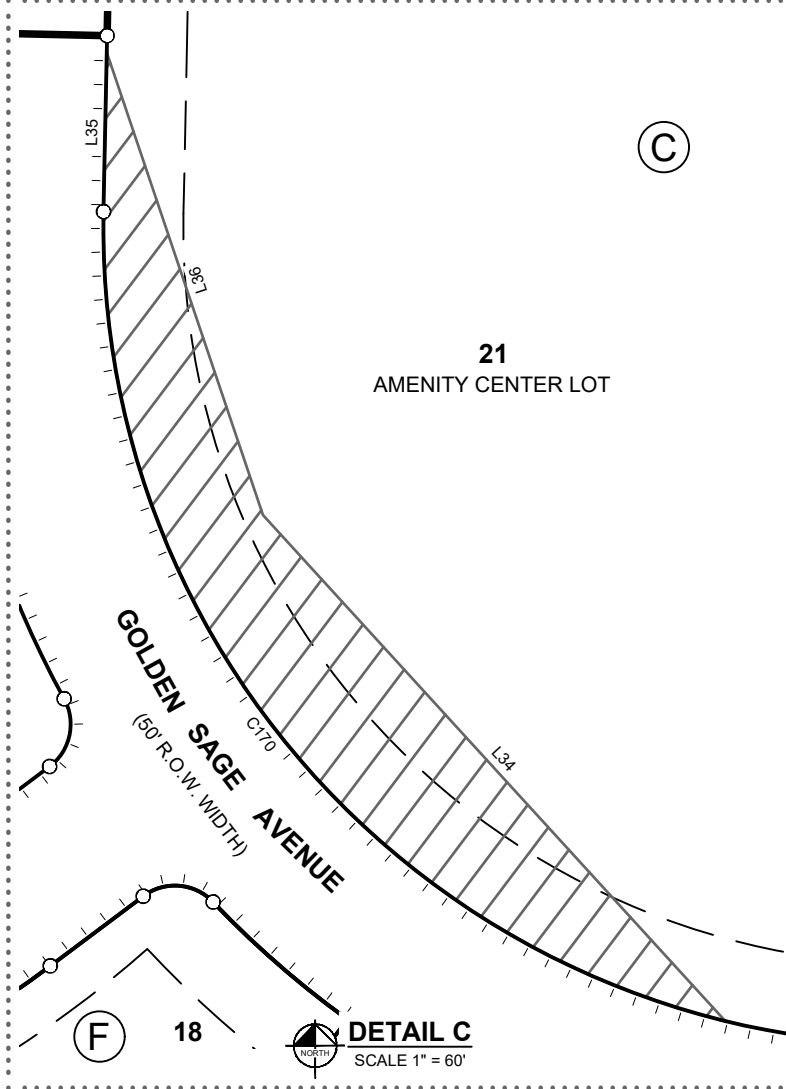 L35
C
L36
21
AMENITY CENTER LOT
GOLDEN SAGE AVENUE
(50' R.O.W. WIDTH)
C170
L34
F
18
NORTH
DETAIL C
SCALE 1" = 60'